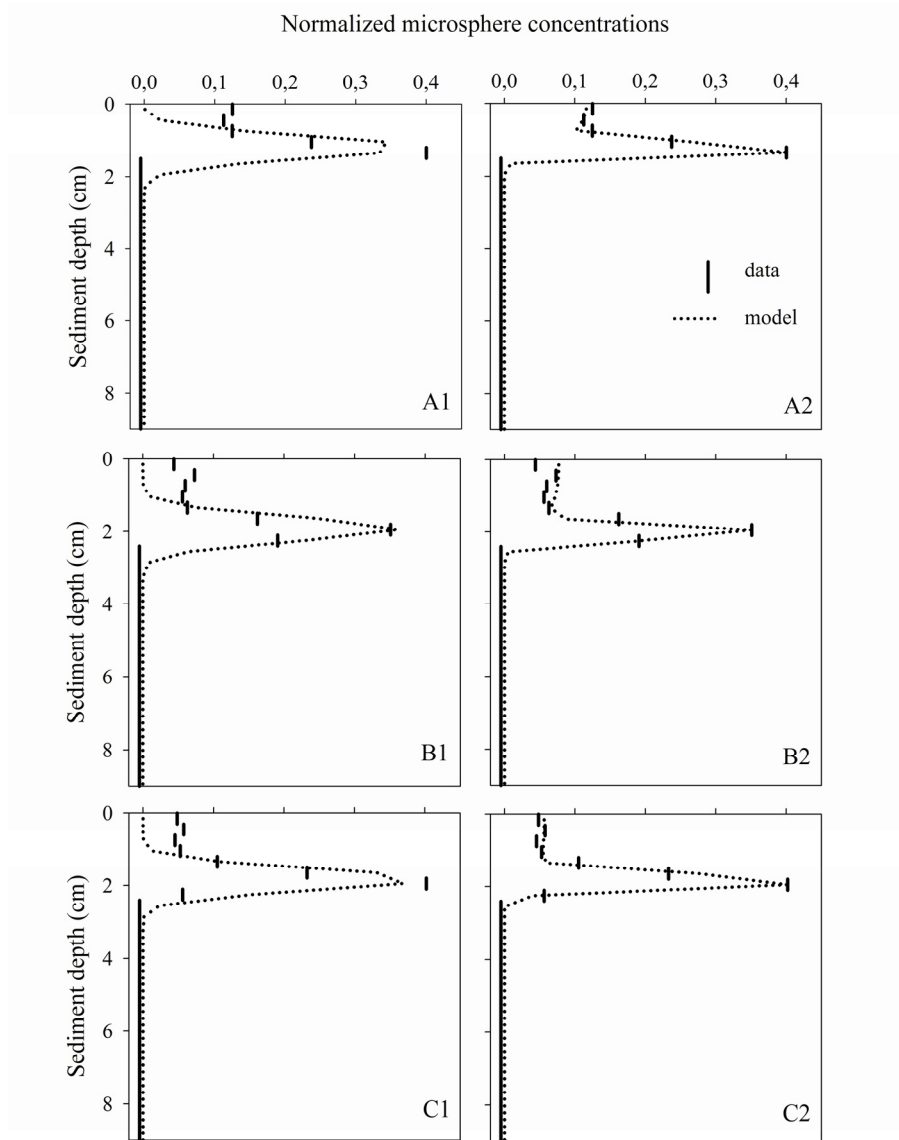 Normalized microsphere concentrations
0,0 0,1 0,2 0,3 0,4 0,0 0,1 0,2 0,3 0,4
0
2
4
6
8
Sediment depth (cm)
A1
data
model
A2
0
2
4
6
8
Sediment depth (cm)
B1
B2
0
2
4
6
8
Sediment depth (cm)
C1
C2